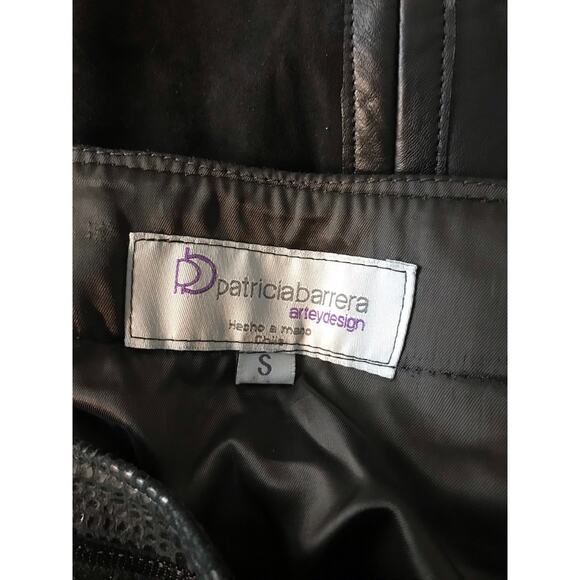 patriciabarrera
arteydesign
Hecho a mano
Chile
S